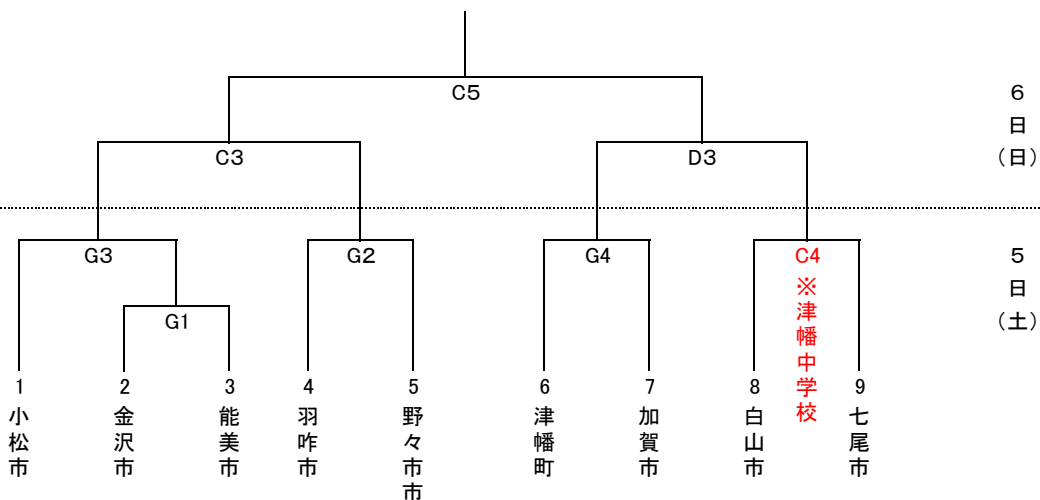 C5
6日(日)
C3
D3
G3
G2
G4
C4
※津幡中学校
5日(土)
G1
1
小松市
2
金沢市
3
能美市
4
羽咋市
5
野々市市
6
津幡町
7
加賀市
8
白山市
9
七尾市